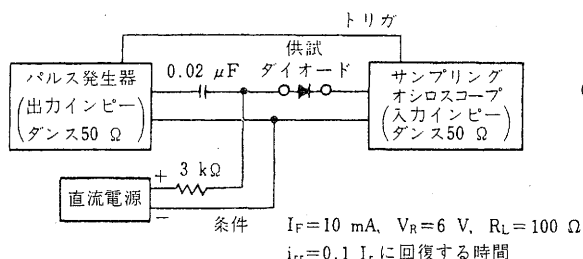 トリガ
0.02 μF
供試
ダイオード
パルス発生器
(出力インピー
ダンス50 Ω)
サンプリング
オシロスコープ
(入力インピー
ダンス50 Ω)
(
+
3 kΩ
直流電源
−
条件
I_F=10 mA, V_R=6 V, R_L=100 Ω
i_rr=0.1 I_r に回復する時間